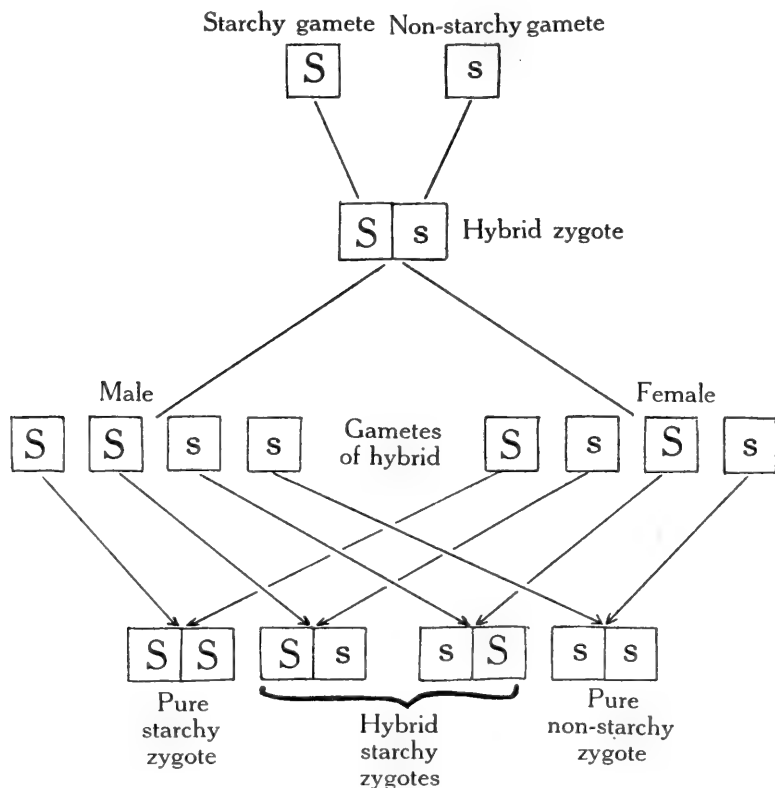 Starchy gamete Non-starchy gamete
S s
S s Hybrid zygote
Male Female
S S s s Gametes of hybrid S s S s
S S S s s S s s
Pure starchy zygote
Hybrid starchy zygotes
Pure non-starchy zygote